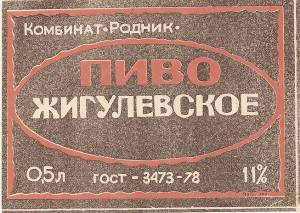 Комбинат·Родник·
ПИВО
ЖИГУЛЕВСКОЕ
0,5л гост - 3473-78 11%